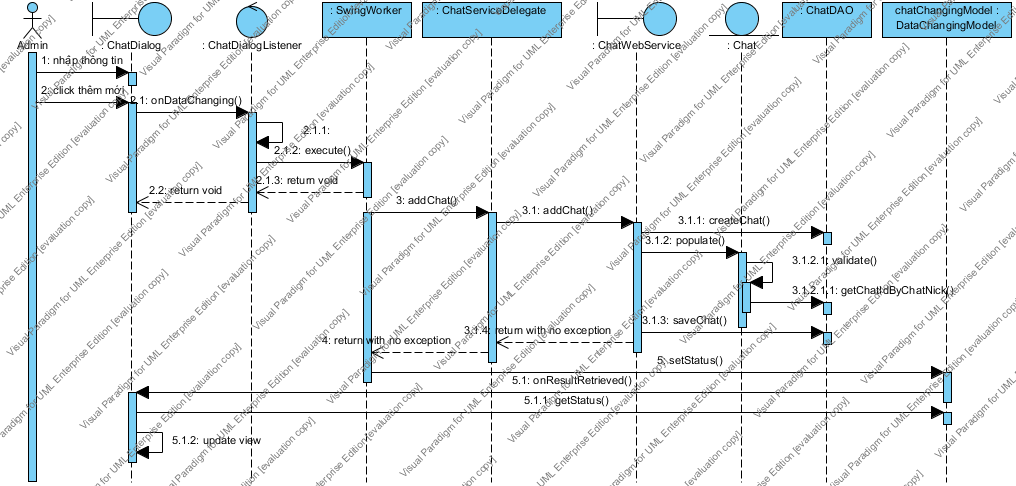 : SwingWorker
: ChatServiceDelegate
: ChatDAO
chatChangingModel :
DataChangingModel
Admin
: ChatDialog
: ChatDialogListener
: ChatWebService
: Chat
1: nhập thông tin
2: click thêm mới
2.1: onDataChanging()
2.1.1:
2.1.2: execute()
2.1.3: return void
2.2: return void
3: addChat()
3.1: addChat()
3.1.1: createChat()
3.1.2: populate()
3.1.2.1: validate()
3.1.2.1.1: getChatIdByChatNick()
3.1.3: saveChat()
3.1.4: return with no exception
4: return with no exception
5: setStatus()
5.1: onResultRetrieved()
5.1.1: getStatus()
5.1.2: update view
Visual Paradigm for UML Enterprise Edition [evaluation copy]